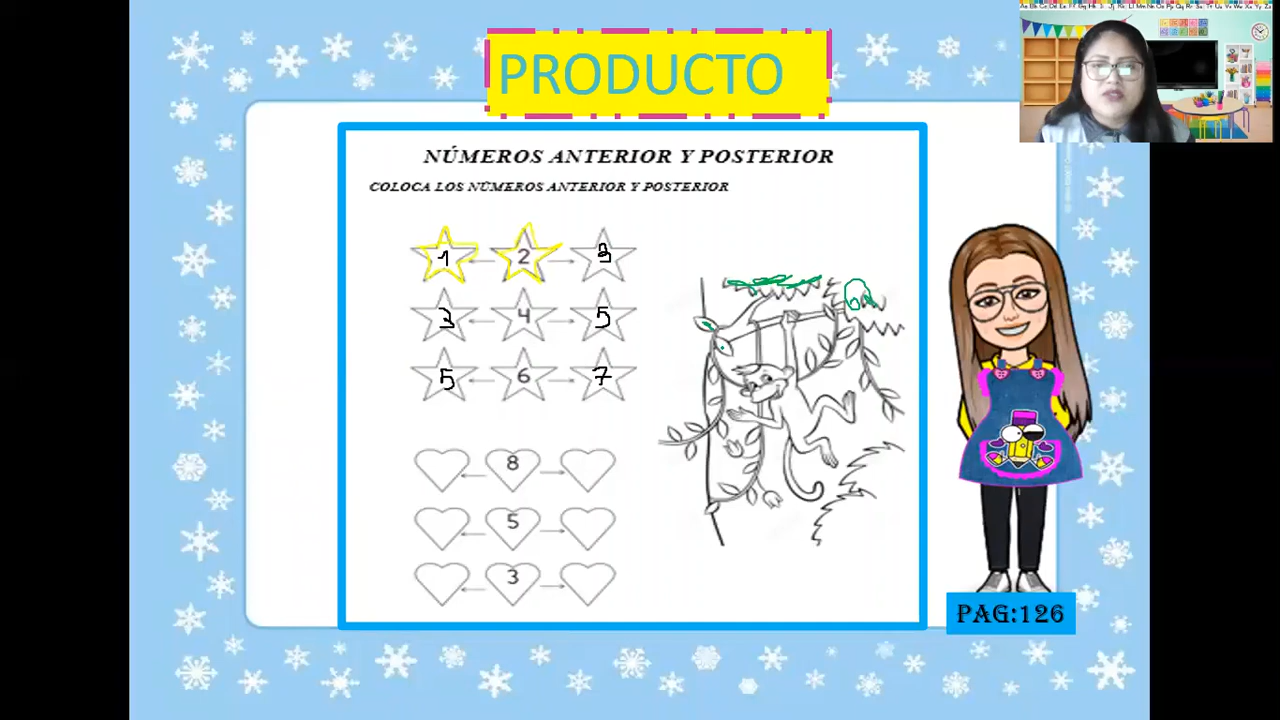 PRODUCTO
NÚMEROS ANTERIOR Y POSTERIOR
COLOCA LOS NÚMEROS ANTERIOR Y POSTERIOR
1 2 3
3 4 5
5 6 7
8
5
3
PAG:126